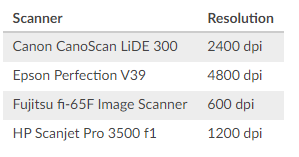 Scanner Resolution
Canon CanoScan LiDE 300 2400 dpi
Epson Perfection V39 4800 dpi
Fujitsu fi-65F Image Scanner 600 dpi
HP Scanjet Pro 3500 f1 1200 dpi